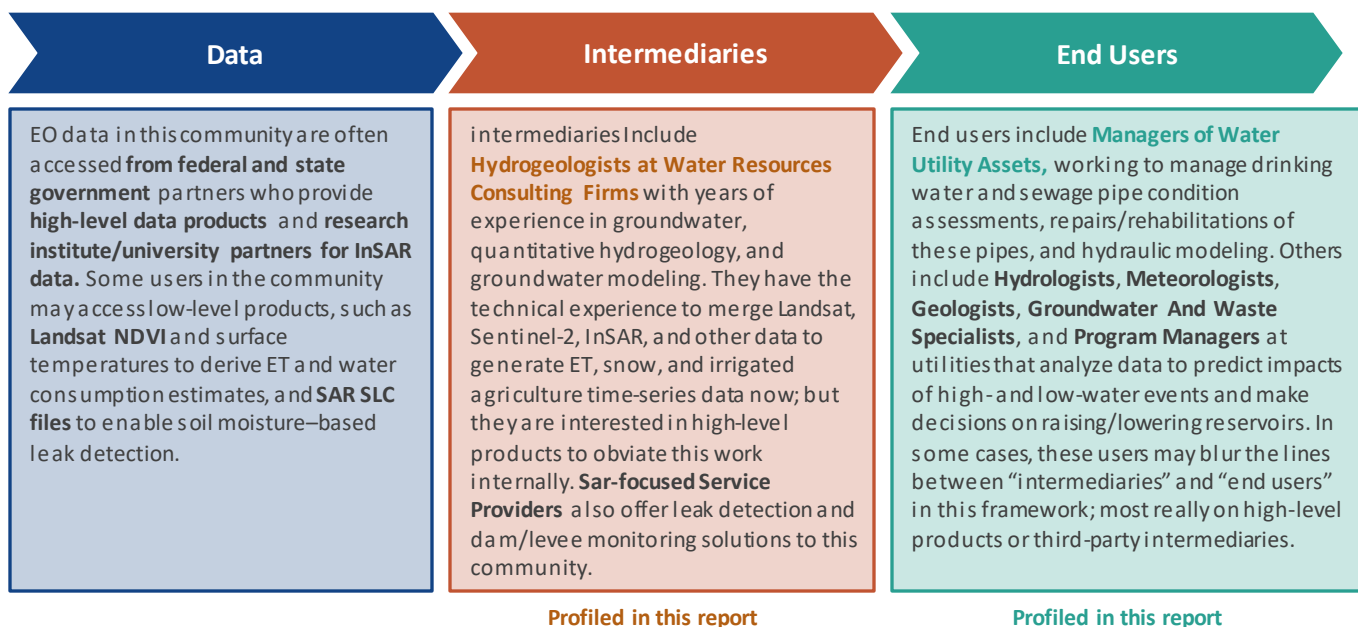 Data
Intermediaries
End Users
EO data in this community are often
accessed from federal and state
government partners who provide
high-level data products and research
institute/university partners for InSAR
data. Some users in the community
may access low-level products, such as
Landsat NDVI and surface
temperatures to derive ET and water
consumption estimates, and SAR SLC
files to enable soil moisture–based
leak detection.
intermediaries Include
Hydrogeologists at Water Resources
Consulting Firms with years of
experience in groundwater,
quantitative hydrogeology, and
groundwater modeling. They have the
technical experience to merge Landsat,
Sentinel-2, InSAR, and other data to
generate ET, snow, and irrigated
agriculture time-series data now; but
they are interested in high-level
products to obviate this work
internally. Sar-focused Service
Providers also offer leak detection and
dam/levee monitoring solutions to this
community.
Profiled in this report
End users include Managers of Water
Utility Assets, working to manage drinking
water and sewage pipe condition
assessments, repairs/rehabilitations of
these pipes, and hydraulic modeling. Others
include Hydrologists, Meteorologists,
Geologists, Groundwater And Waste
Specialists, and Program Managers at
utilities that analyze data to predict impacts
of high- and low-water events and make
decisions on raising/lowering reservoirs. In
some cases, these users may blur the lines
between “intermediaries” and “end users”
in this framework; most really on high-level
products or third-party intermediaries.
Profiled in this report